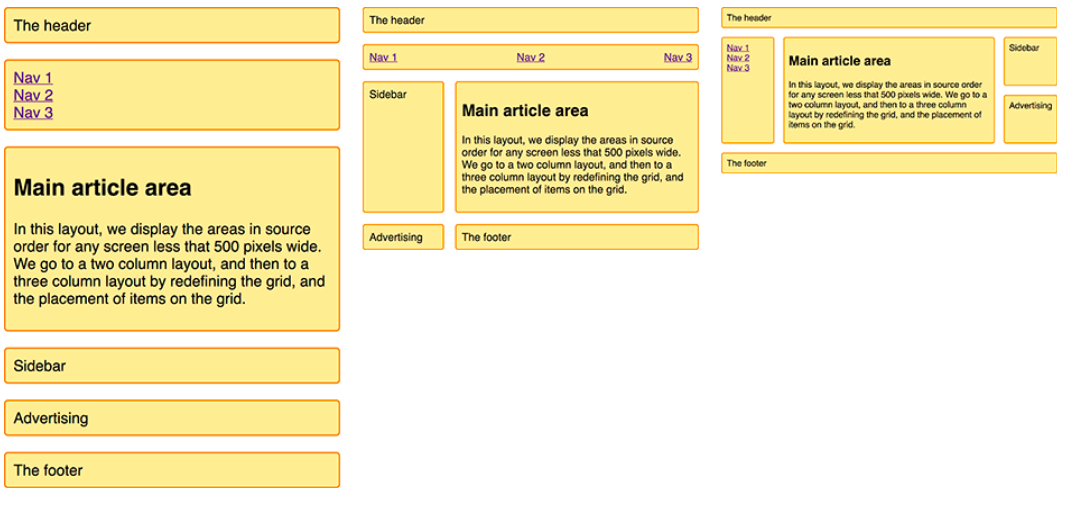 The header
Nav 1
Nav 2
Nav 3
Main article area
In this layout, we display the areas in source
order for any screen less that 500 pixels wide.
We go to a two column layout, and then to a
three column layout by redefining the grid, and
the placement of items on the grid.
Sidebar
Advertising
The footer
The header
Nav 1 Nav 2 Nav 3
Sidebar
Main article area
In this layout, we display the areas in source
order for any screen less that 500 pixels wide.
We go to a two column layout, and then to a
three column layout by redefining the grid, and
the placement of items on the grid.
Advertising
The footer
The header
Nav 1
Nav 2
Nav 3
Main article area
In this layout, we display the areas in source order
for any screen less that 500 pixels wide. We go to a
two column layout, and then to a three column
layout by redefining the grid, and the placement of
items on the grid.
Sidebar
Advertising
The footer